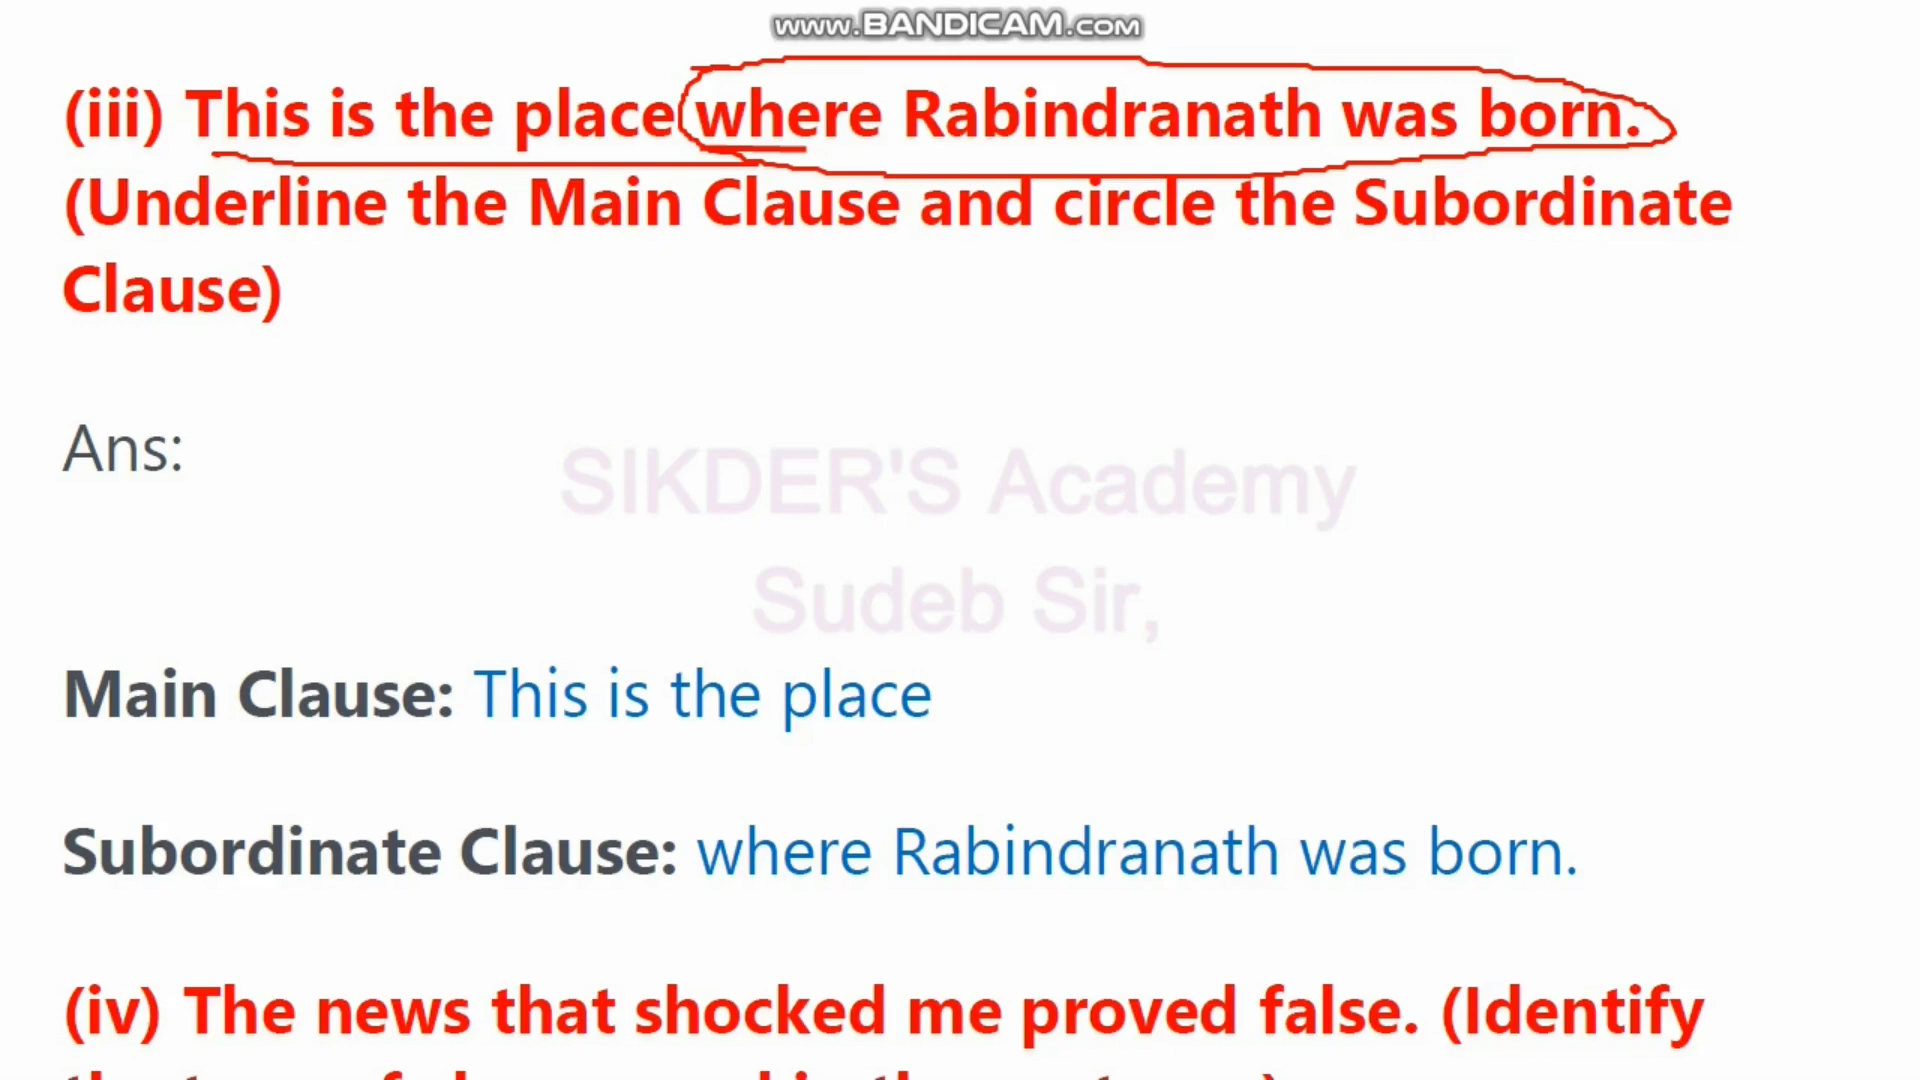 www.BANDICAM.com
(iii) This is the place where Rabindranath was born.
(Underline the Main Clause and circle the Subordinate
Clause)
Ans:
SIKDER'S Academy
Sudeb Sir,
Main Clause: This is the place
Subordinate Clause: where Rabindranath was born.
(iv) The news that shocked me proved false. (Identify